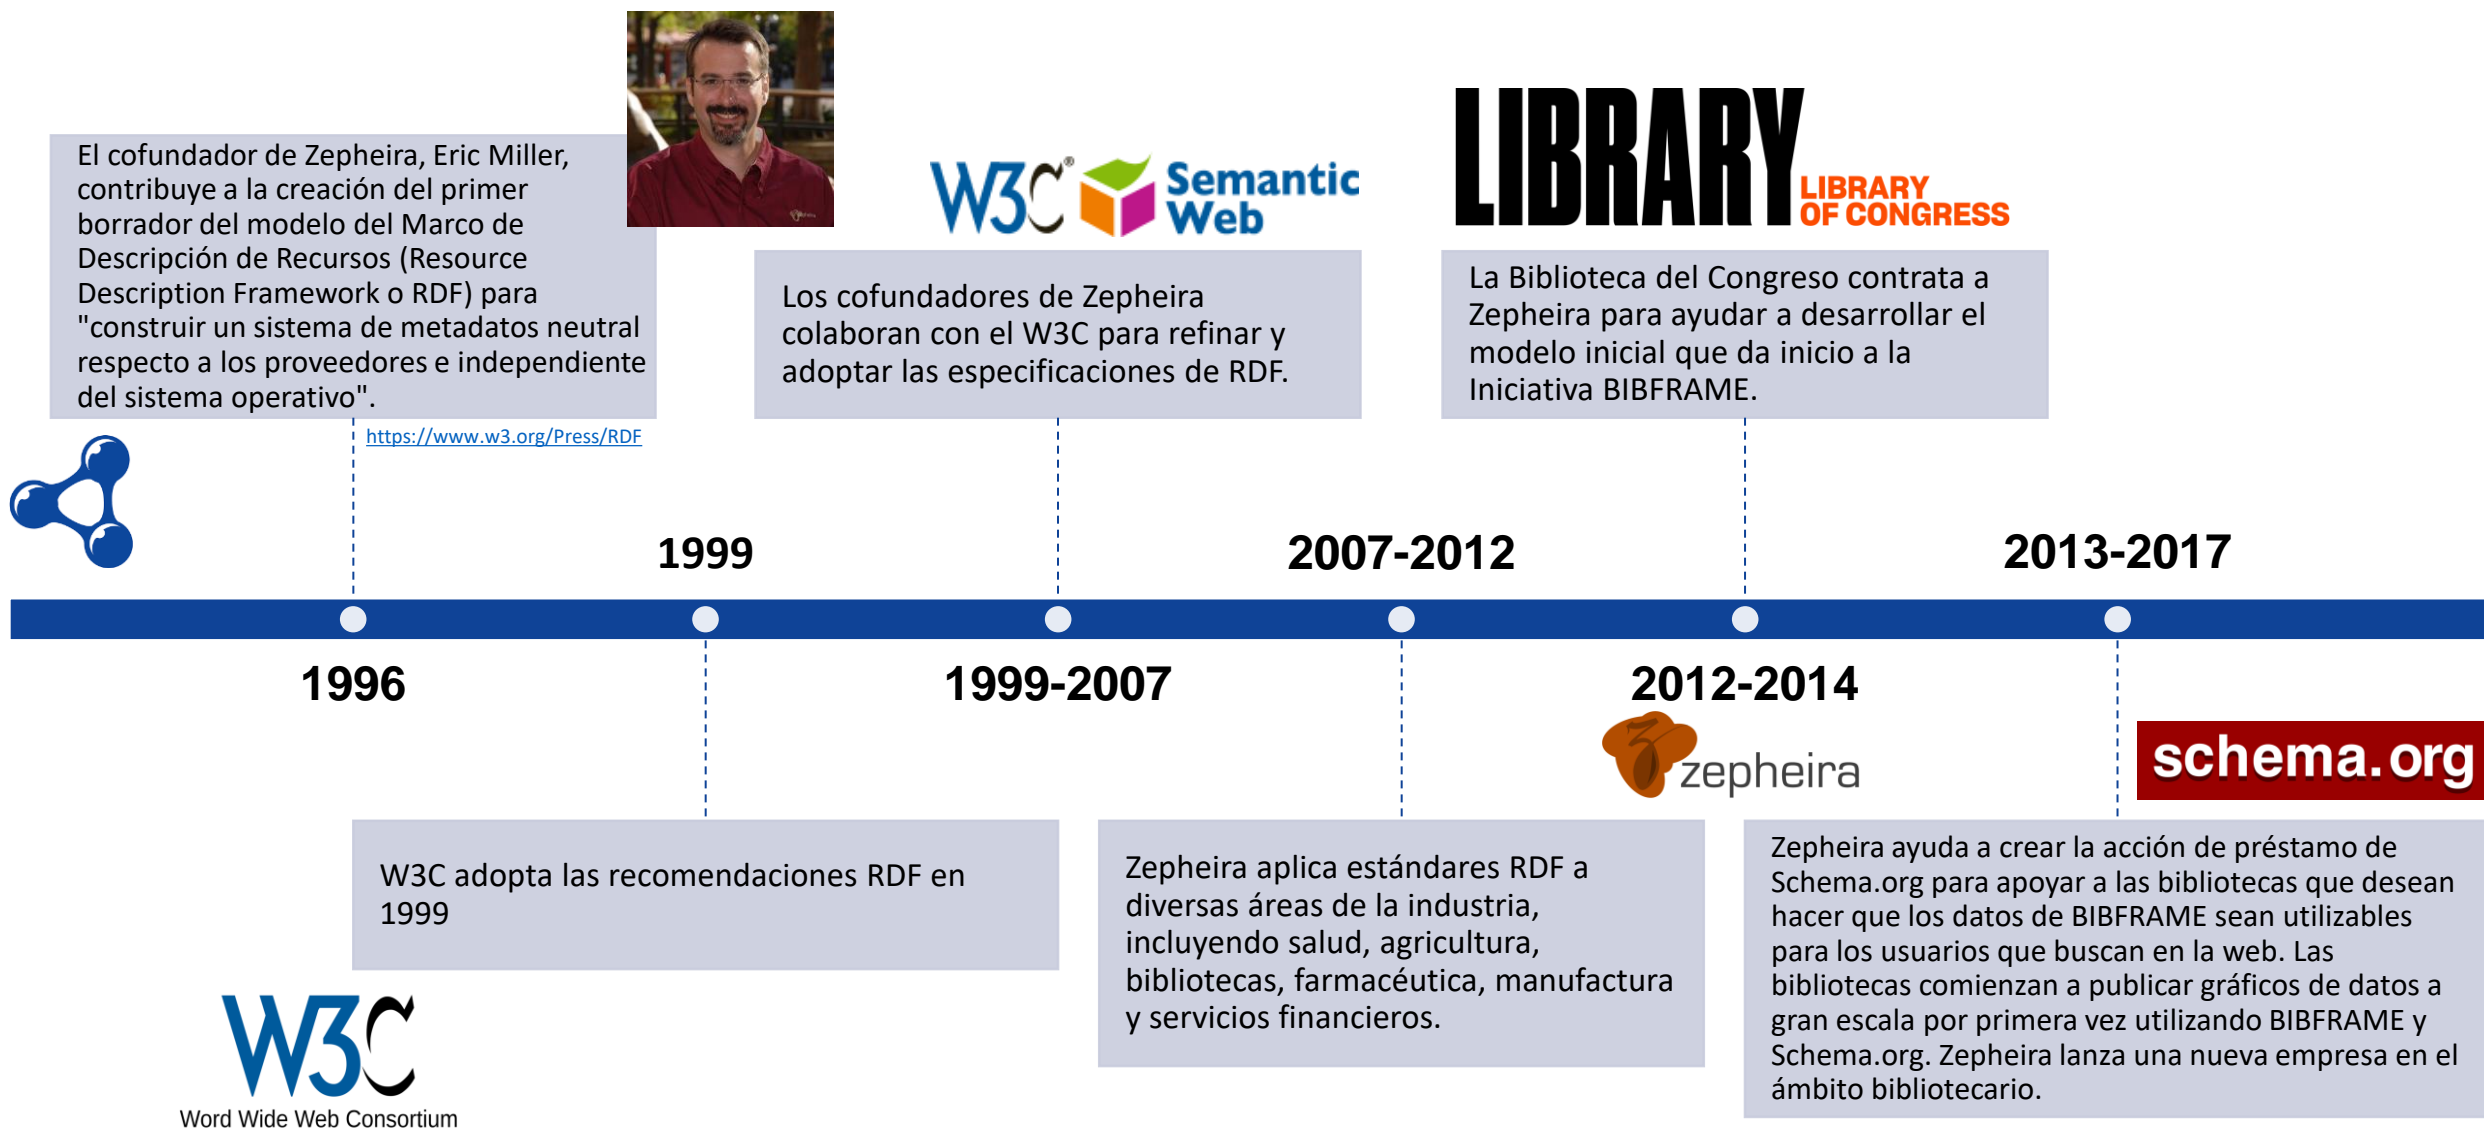 El cofundador de Zepheira, Eric Miller,
contribuye a la creación del primer
borrador del modelo del Marco de
Descripción de Recursos (Resource
Description Framework o RDF) para
"construir un sistema de metadatos neutral
respecto a los proveedores e independiente
del sistema operativo".
https://www.w3.org/Press/RDF
W3C® Semantic
Web
Los cofundadores de Zepheira
colaboran con el W3C para refinar y
adoptar las especificaciones de RDF.
LIBRARY
LIBRARY
OF CONGRESS
La Biblioteca del Congreso contrata a
Zepheira para ayudar a desarrollar el
modelo inicial que da inicio a la
Iniciativa BIBFRAME.
1999
2007-2012
2013-2017
1996
1999-2007
2012-2014
zepheira
schema.org
W3C adopta las recomendaciones RDF en
1999
Zepheira aplica estándares RDF a
diversas áreas de la industria,
incluyendo salud, agricultura,
bibliotecas, farmacéutica, manufactura
y servicios financieros.
Zepheira ayuda a crear la acción de préstamo de
Schema.org para apoyar a las bibliotecas que desean
hacer que los datos de BIBFRAME sean utilizables
para los usuarios que buscan en la web. Las
bibliotecas comienzan a publicar gráficos de datos a
gran escala por primera vez utilizando BIBFRAME y
Schema.org. Zepheira lanza una nueva empresa en el
ámbito bibliotecario.
W3C
Word Wide Web Consortium